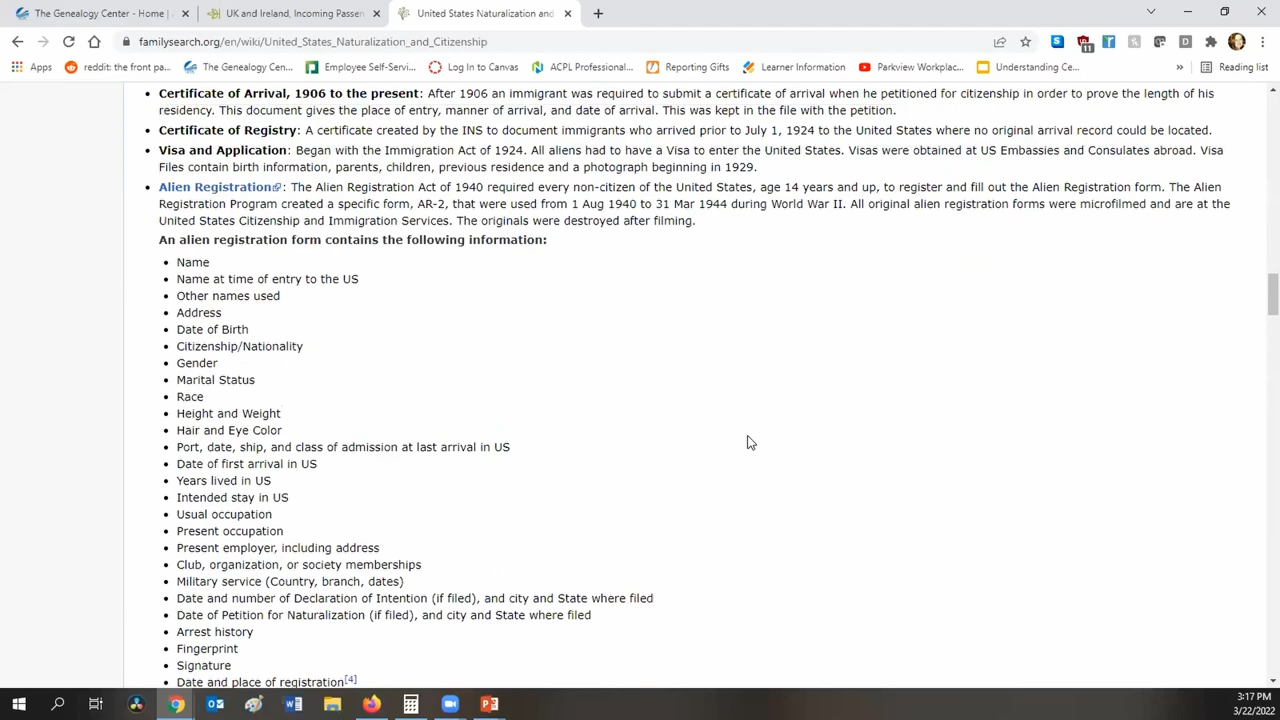 The Genealogy Center - Home |
UK and Ireland, Incoming Passen
United States Naturalization and
familysearch.org/en/wiki/United_States_Naturalization_and_Citizenship
11
Apps
reddit: the front pa...
The Genealogy Cen...
Employee Self-Servi...
Log In to Canvas
ACPL Professional...
Reporting Gifts
Learner Information
Parkview Workplac...
Understanding Ce...
»
Reading list
Certificate of Arrival, 1906 to the present: After 1906 an immigrant was required to submit a certificate of arrival when he petitioned for citizenship in order to prove the length of his
residency. This document gives the place of entry, manner of arrival, and date of arrival. This was kept in the file with the petition.
Certificate of Registry: A certificate created by the INS to document immigrants who arrived prior to July 1, 1924 to the United States where no original arrival record could be located.
Visa and Application: Began with the Immigration Act of 1924. All aliens had to have a Visa to enter the United States. Visas were obtained at US Embassies and Consulates abroad. Visa
Files contain birth information, parents, children, previous residence and a photograph beginning in 1929.
Alien Registration: The Alien Registration Act of 1940 required every non-citizen of the United States, age 14 years and up, to register and fill out the Alien Registration form. The Alien
Registration Program created a specific form, AR-2, that were used from 1 Aug 1940 to 31 Mar 1944 during World War II. All original alien registration forms were microfilmed and are at the
United States Citizenship and Immigration Services. The originals were destroyed after filming.
An alien registration form contains the following information:
Name
Name at time of entry to the US
Other names used
Address
Date of Birth
Citizenship/Nationality
Gender
Marital Status
Race
Height and Weight
Hair and Eye Color
Port, date, ship, and class of admission at last arrival in US
Date of first arrival in US
Years lived in US
Intended stay in US
Usual occupation
Present occupation
Present employer, including address
Club, organization, or society memberships
Military service (Country, branch, dates)
Date and number of Declaration of Intention (if filed), and city and State where filed
Date of Petition for Naturalization (if filed), and city and State where filed
Arrest history
Fingerprint
Signature
Date and place of registration[4]
3:17 PM
3/22/2022